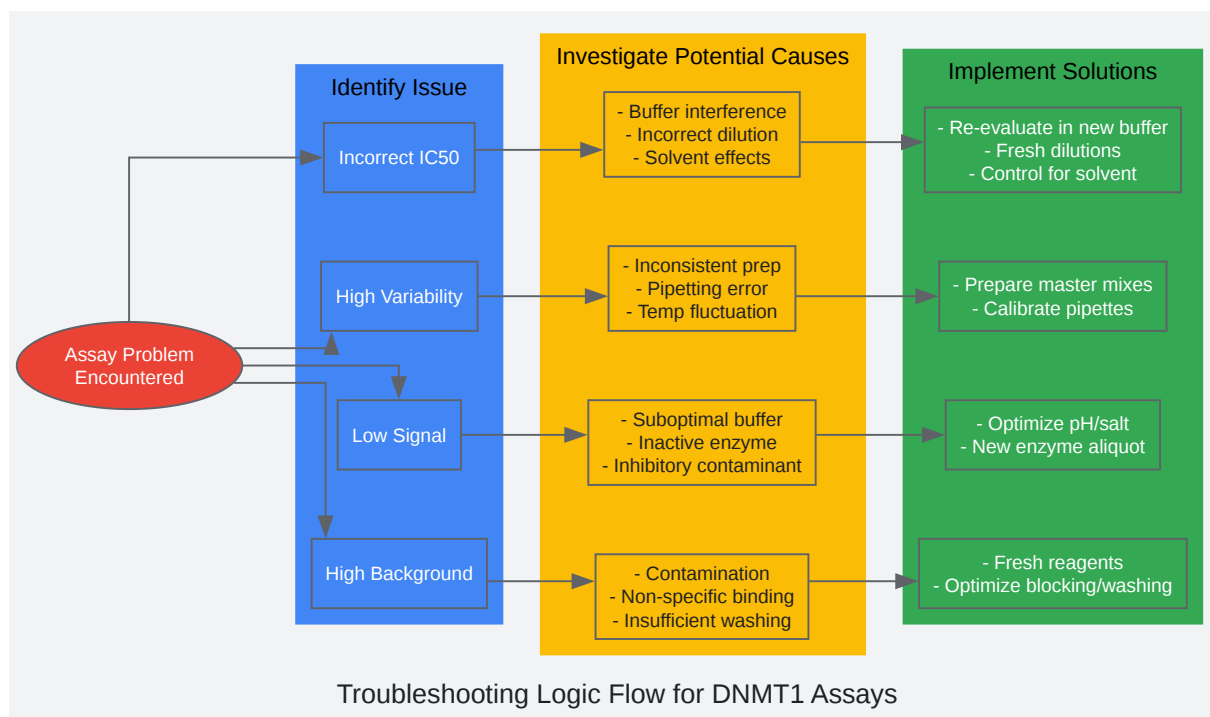 Identify Issue
Investigate Potential Causes
Implement Solutions
Assay Problem
Encountered
Incorrect IC50
- Buffer interference
- Incorrect dilution
- Solvent effects
- Re-evaluate in new buffer
- Fresh dilutions
- Control for solvent
High Variability
- Inconsistent prep
- Pipetting error
- Temp fluctuation
- Prepare master mixes
- Calibrate pipettes
Low Signal
- Suboptimal buffer
- Inactive enzyme
- Inhibitory contaminant
- Optimize pH/salt
- New enzyme aliquot
High Background
- Contamination
- Non-specific binding
- Insufficient washing
- Fresh reagents
- Optimize blocking/washing
Troubleshooting Logic Flow for DNMT1 Assays